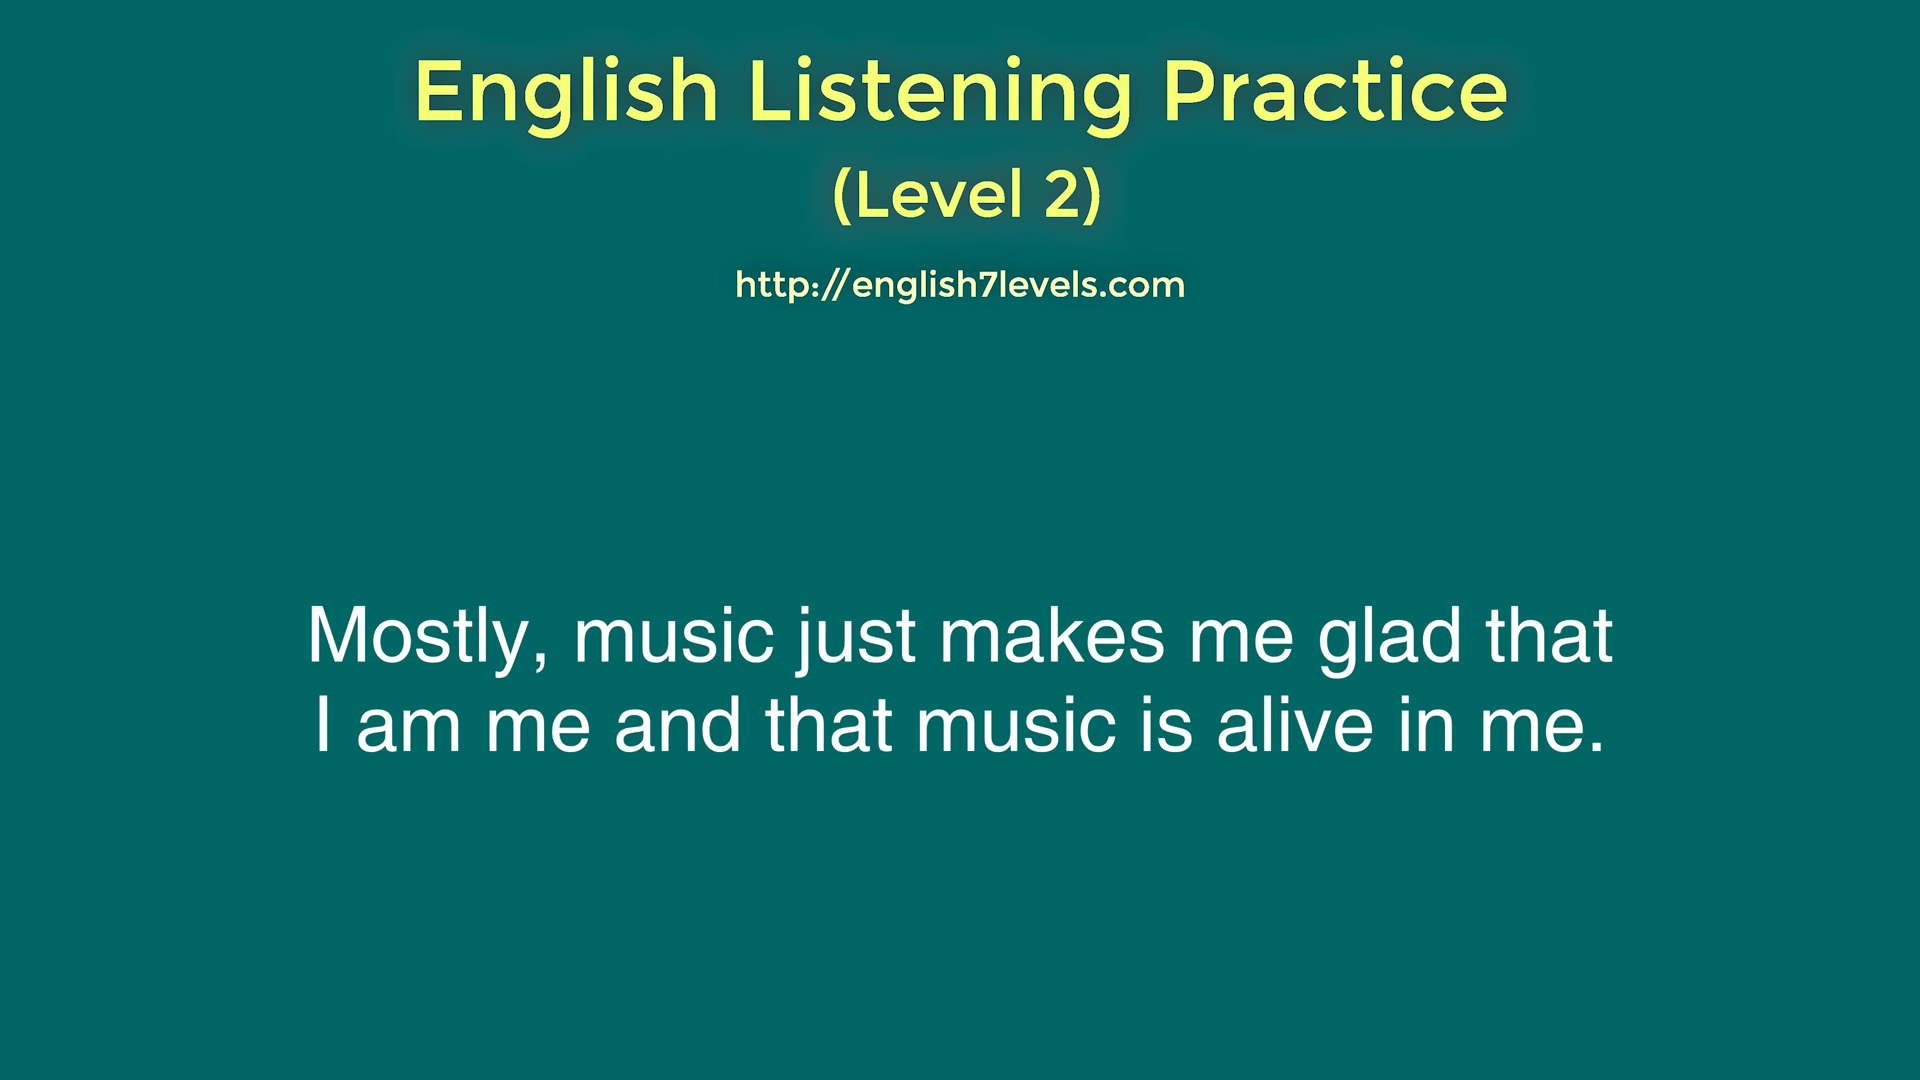 English Listening Practice
(Level 2)
http://english7levels.com
Mostly, music just makes me glad that
I am me and that music is alive in me.